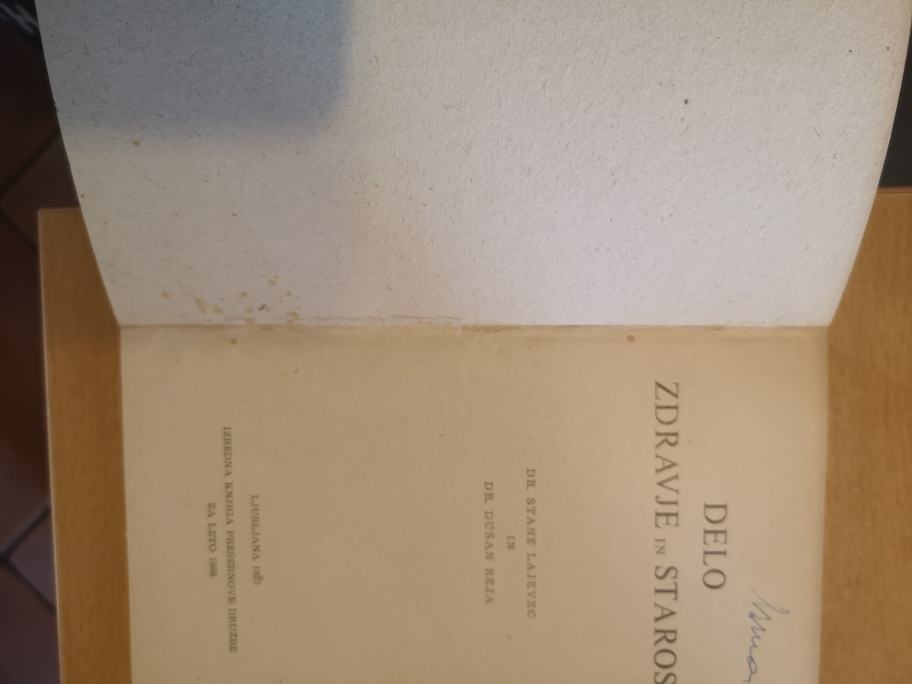 DELO
ZDRAVJE IN STAROS
DR. STANE LAJEVEC
IN
DR. DUŠAN REJA
LJUBLJANA 1957
IZREDNA KNJIGA PREŠERNOVE DRUŽBE
ZA LETO 1958